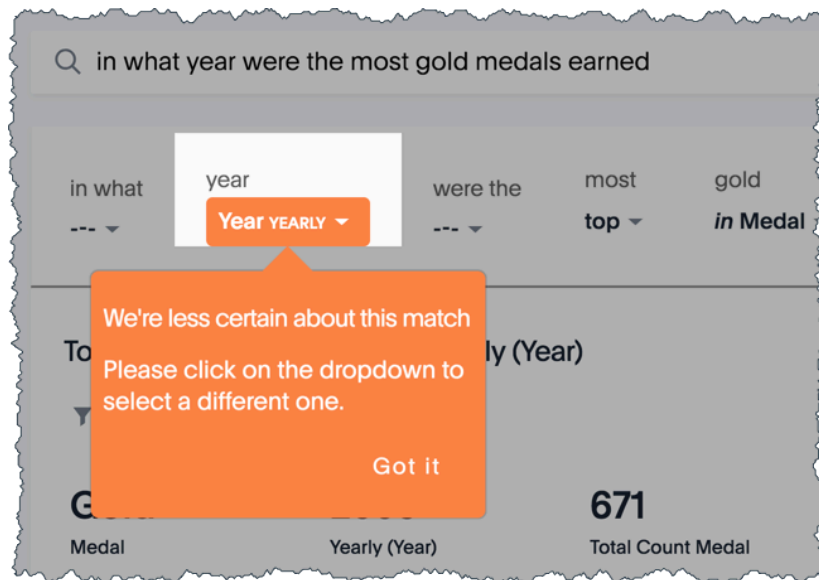 in what year were the most gold medals earned
in what year were the most gold
--- Year YEARLY --- top in Medal
We're less certain about this match
Please click on the dropdown to
select a different one.
Got it
To ly (Year)
671
Medal Yearly (Year) Total Count Medal